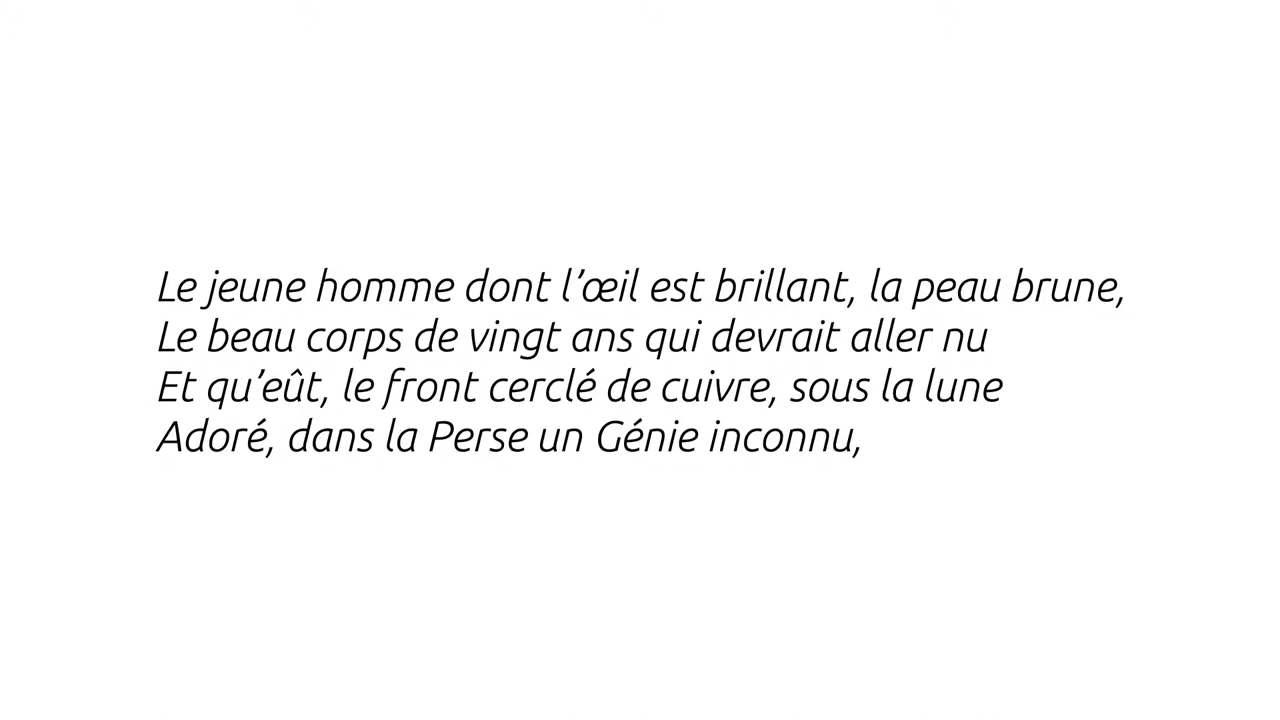 Le jeune homme dont l’œil est brillant, la peau brune,
Le beau corps de vingt ans qui devrait aller nu
Et qu’eût, le front cerclé de cuivre, sous la lune
Adoré, dans la Perse un Génie inconnu,